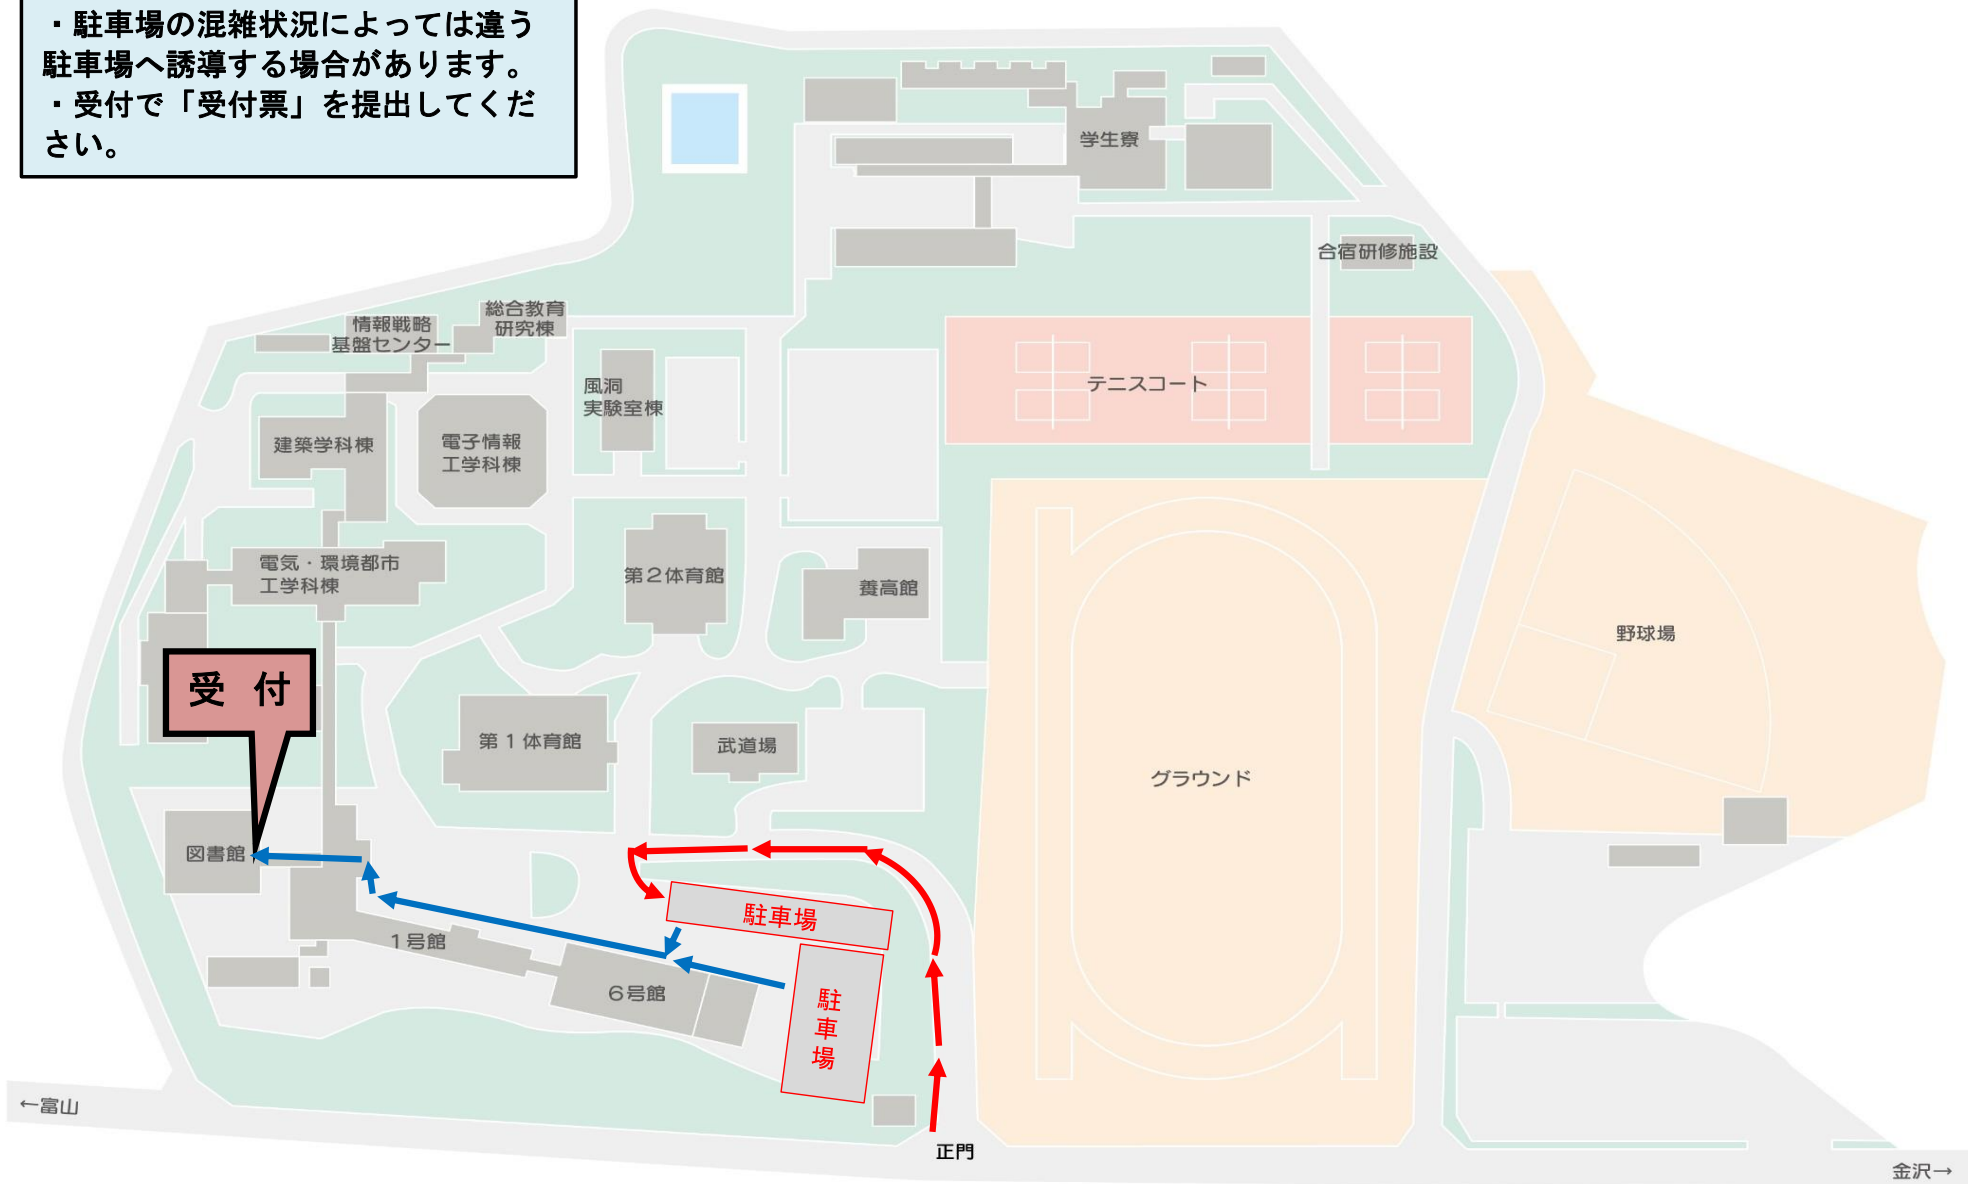 ・駐車場の混雑状況によっては違う
駐車場へ誘導する場合があります。
・受付で「受付票」を提出してくだ
さい。
学生寮
合宿研修施設
総合教育
研究棟
情報戦略
基盤センター
風洞
実験室棟
テニスコート
建築学科棟
電子情報
工学科棟
電気・環境都市
工学科棟
第2体育館
養高館
野球場
受 付
第1体育館
武道場
グラウンド
図書館
駐車場
1号館
6号館
駐
車
場
←富山
正門
金沢→